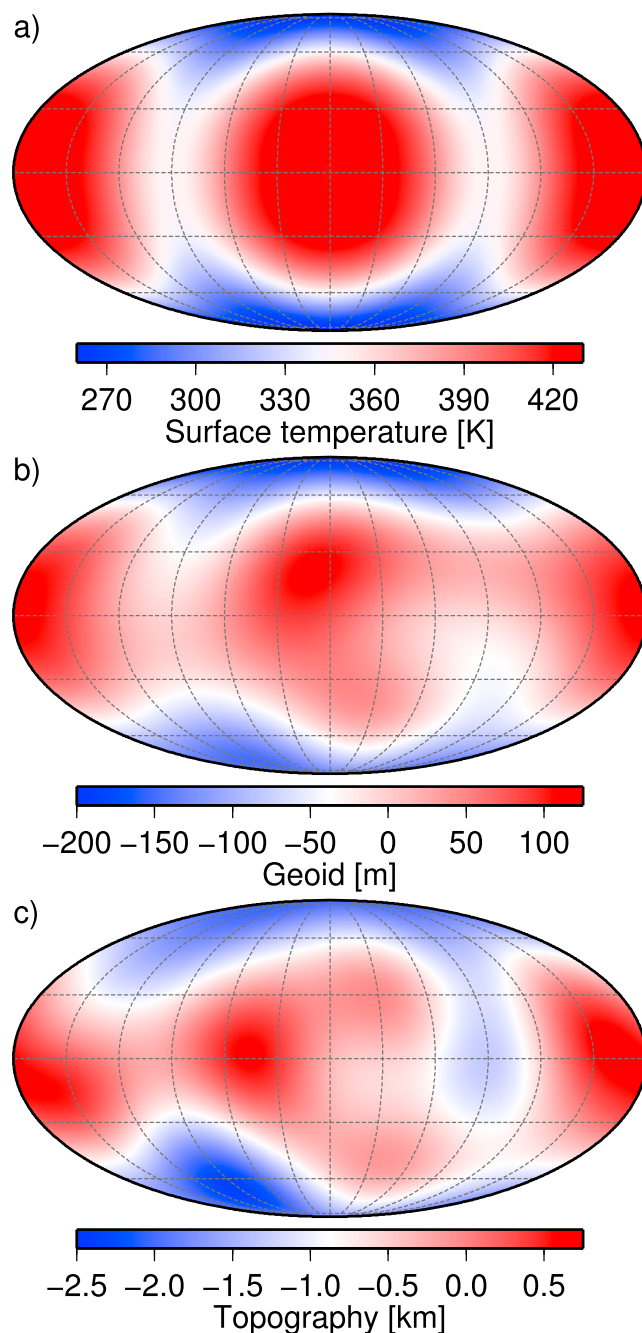 a)
270 300 330 360 390 420
Surface temperature [K]
b)
−200 −150 −100 −50 0 50 100
Geoid [m]
c)
−2.5 −2.0 −1.5 −1.0 −0.5 0.0 0.5
Topography [km]